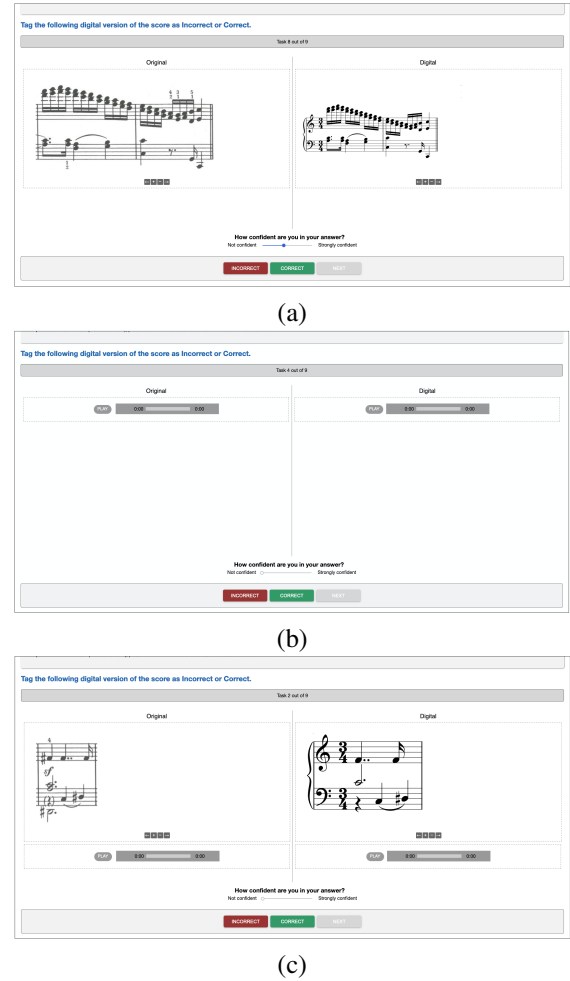 Tag the following digital version of the score as Incorrect or Correct.
Task 8 out of 9
Original
Digital
How confident are you in your answer?
Not confident
Strongly confident
INCORRECT
CORRECT
NEXT
(a)
Tag the following digital version of the score as Incorrect or Correct.
Task 4 out of 9
Original
Digital
PLAY
0:00
0:00
PLAY
0:00
0:00
How confident are you in your answer?
Not confident
Strongly confident
INCORRECT
CORRECT
NEXT
(b)
Tag the following digital version of the score as Incorrect or Correct.
Task 2 out of 9
Original
Digital
4
sf
3
4
3
4
PLAY
0:00
0:00
PLAY
0:00
0:00
How confident are you in your answer?
Not confident
Strongly confident
INCORRECT
CORRECT
NEXT
(c)